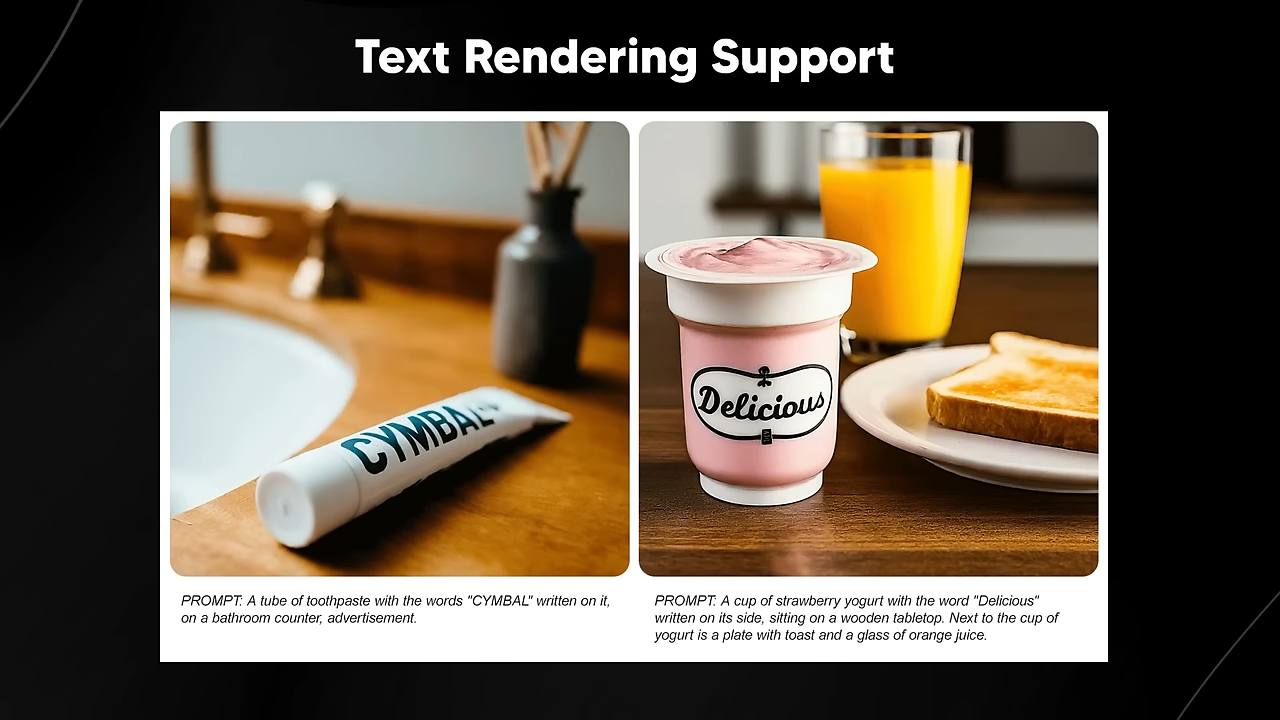 Text Rendering Support
CYMBAL
Delicious
PROMPT: A tube of toothpaste with the words "CYMBAL" written on it,
on a bathroom counter, advertisement.
PROMPT: A cup of strawberry yogurt with the word "Delicious"
written on its side, sitting on a wooden tabletop. Next to the cup of
yogurt is a plate with toast and a glass of orange juice.